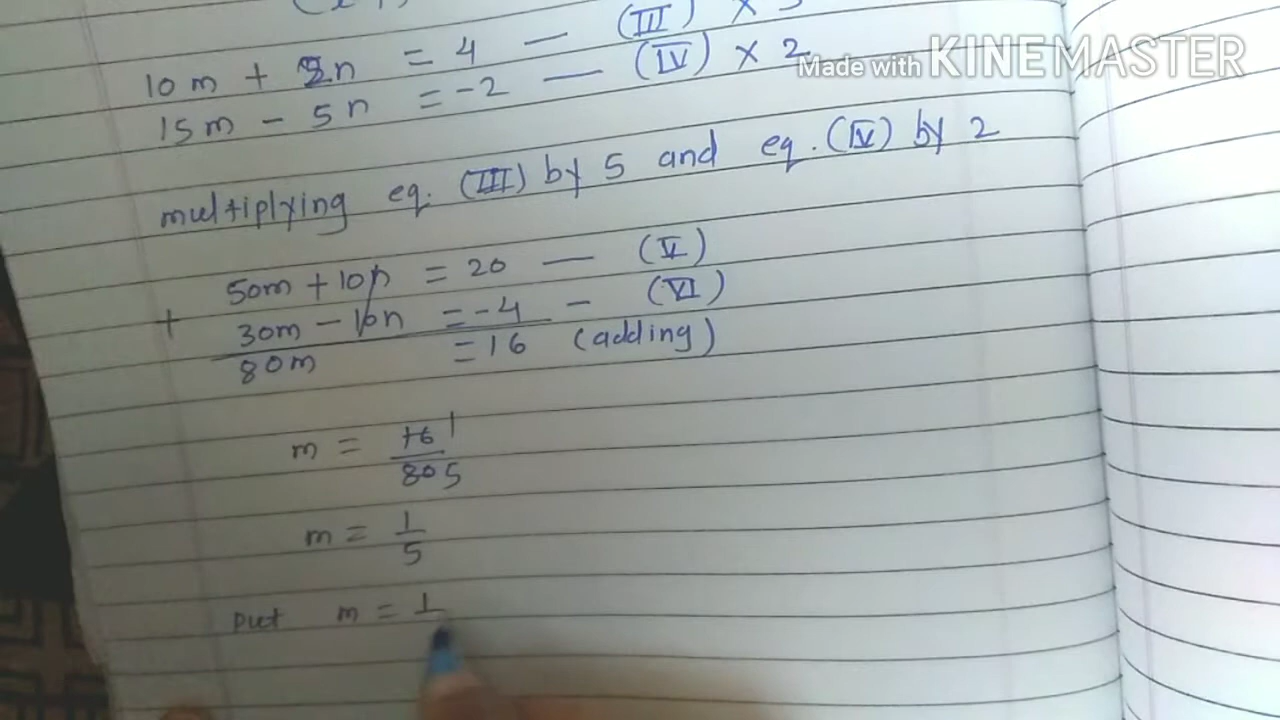 10m + 2n = 4 — (III) × 5
Made with KINEMASTER
15m - 5n = -2 — (IV) × 2
multiplying eq. (III) by 5 and eq. (IV) by 2
50m + 10n = 20 — (V)
+ 30m - 10n = -4 - (VI)
80m = 16 (adding)
m = 16/80 1/5
m = 1/5
put m = 1